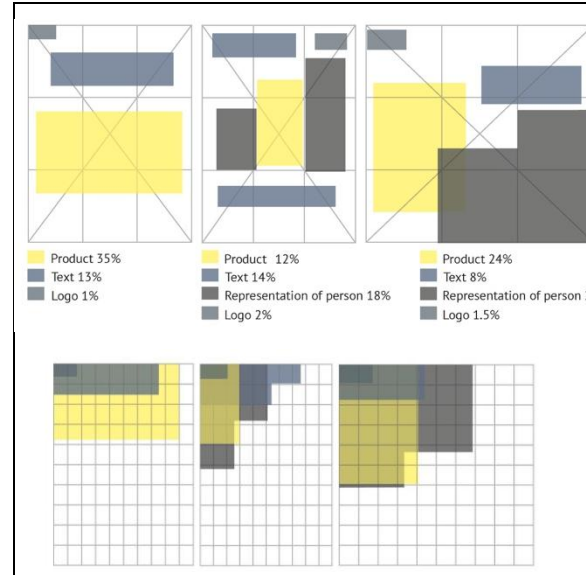 Product 35%
Text 13%
Logo 1%
Product 12%
Text 14%
Representation of person 18%
Logo 2%
Product 24%
Text 8%
Representation of person
Logo 1.5%